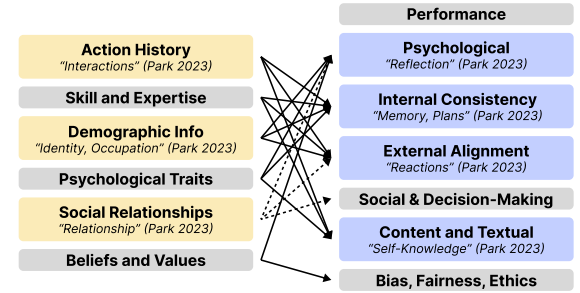 Action History
“Interactions” (Park 2023)
Skill and Expertise
Demographic Info
“Identity, Occupation” (Park 2023)
Psychological Traits
Social Relationships
“Relationship” (Park 2023)
Beliefs and Values
Performance
Psychological
“Reflection” (Park 2023)
Internal Consistency
“Memory, Plans” (Park 2023)
External Alignment
“Reactions” (Park 2023)
Social & Decision-Making
Content and Textual
“Self-Knowledge” (Park 2023)
Bias, Fairness, Ethics